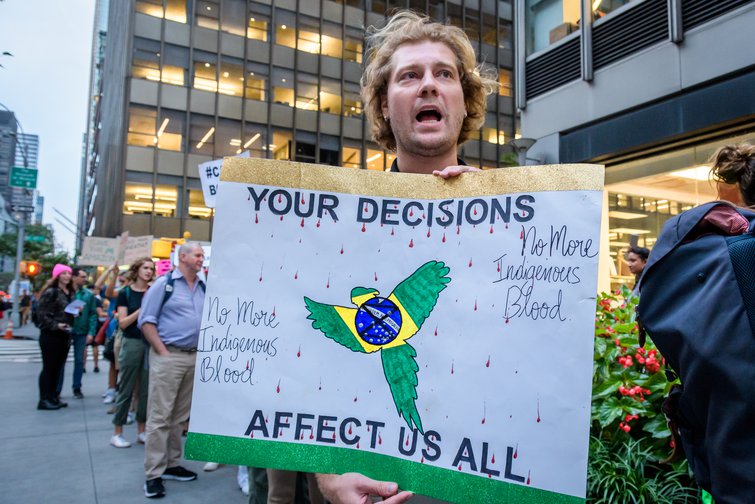 YOUR DECISIONS
No More
Indigenous
Blood.
No More
Indigenous
Blood.
AFFECT US ALL